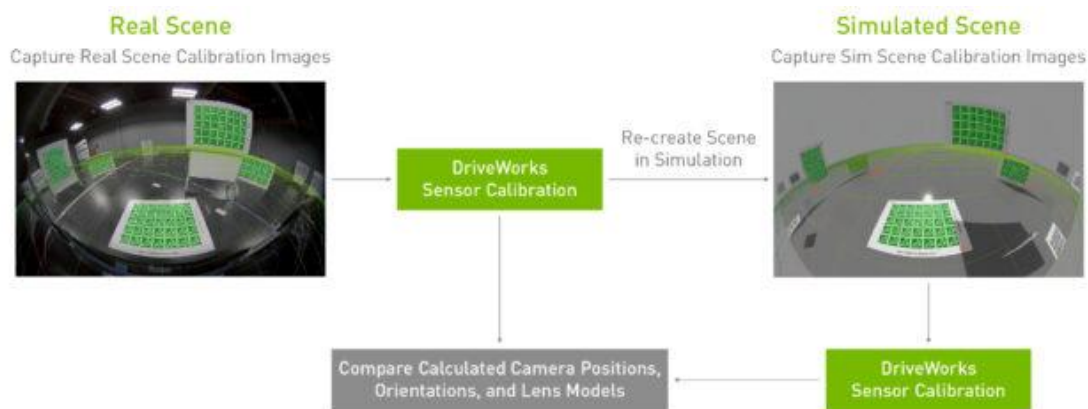 Real Scene
Capture Real Scene Calibration Images
Simulated Scene
Capture Sim Scene Calibration Images
DriveWorks
Sensor Calibration
Re-create Scene
in Simulation
Compare Calculated Camera Positions,
Orientations, and Lens Models
DriveWorks
Sensor Calibration